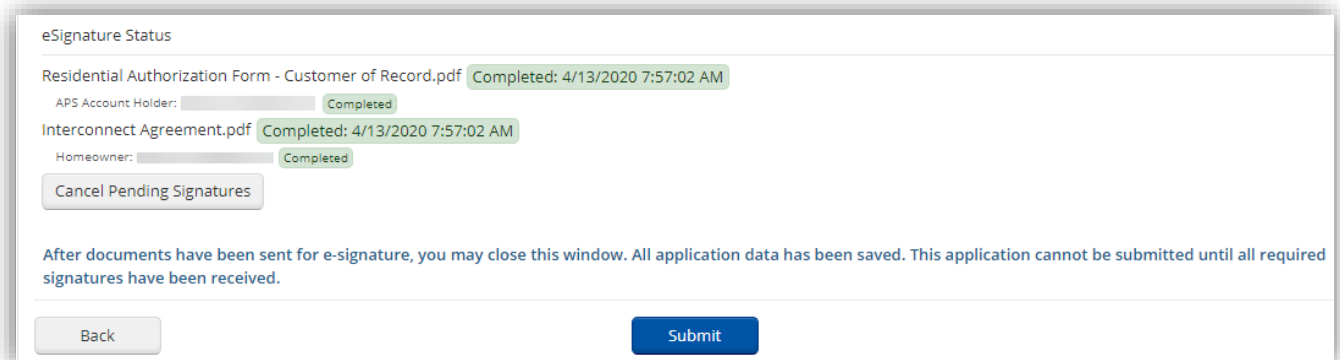 eSignature Status
Residential Authorization Form - Customer of Record.pdf Completed: 4/13/2020 7:57:02 AM
APS Account Holder: Completed
Interconnect Agreement.pdf Completed: 4/13/2020 7:57:02 AM
Homeowner: Completed
Cancel Pending Signatures
After documents have been sent for e-signature, you may close this window. All application data has been saved. This application cannot be submitted until all required
signatures have been received.
Back Submit